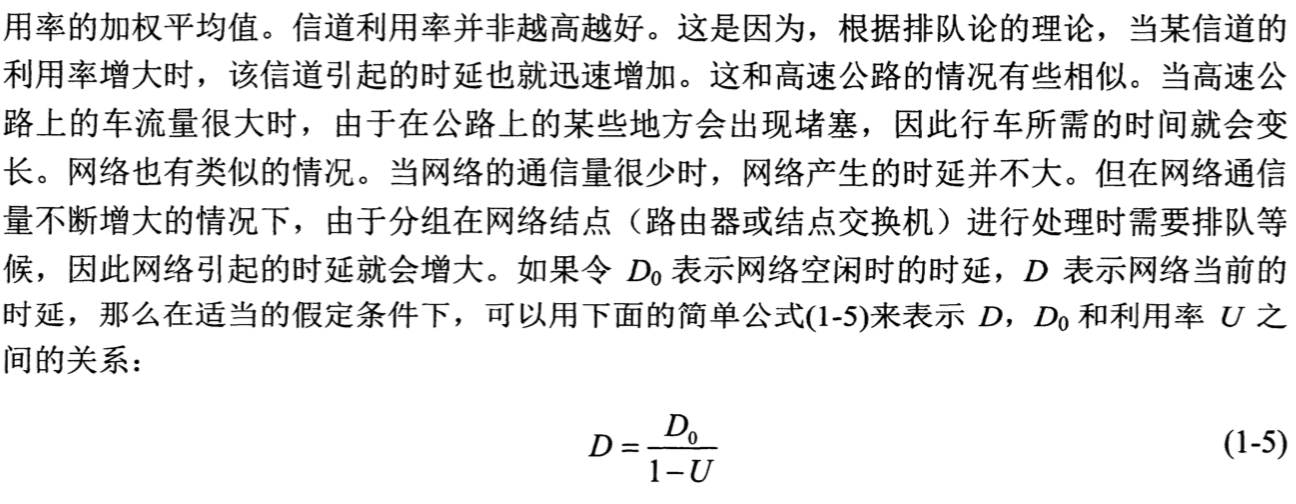 用率的加权平均值。信道利用率并非越高越好。这是因为，根据排队论的理论，当某信道的
利用率增大时，该信道引起的时延也就迅速增加。这和高速公路的情况有些相似。当高速公
路上的车流量很大时，由于在公路上的某些地方会出现堵塞，因此行车所需的时间就会变
长。网络也有类似的情况。当网络的通信量很少时，网络产生的时延并不大。但在网络通信
量不断增大的情况下，由于分组在网络结点（路由器或结点交换机）进行处理时需要排队等
候，因此网络引起的时延就会增大。如果令 D₀ 表示网络空闲时的时延，D 表示网络当前的
时延，那么在适当的假定条件下，可以用下面的简单公式(1-5)来表示 D，D₀ 和利用率 U 之
间的关系：
D = D₀ / (1 − U) (1-5)